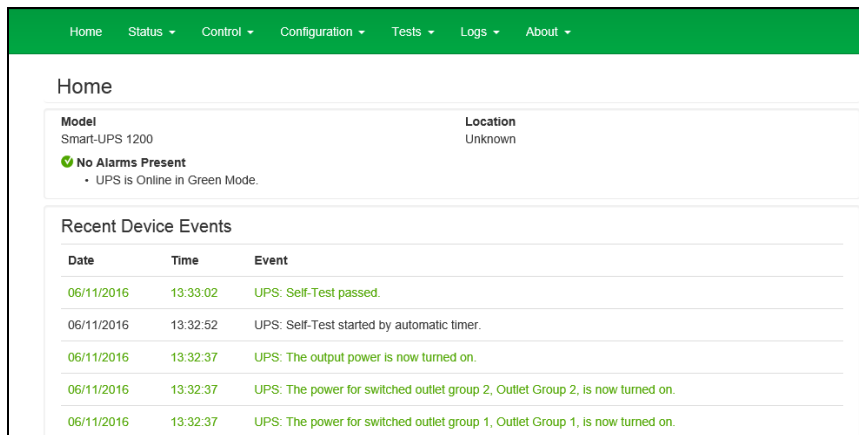 Home Status Control Configuration Tests Logs About
Home
Model Location
Smart-UPS 1200 Unknown
No Alarms Present
• UPS is Online in Green Mode.
Recent Device Events
Date Time Event
06/11/2016 13:33:02 UPS: Self-Test passed.
06/11/2016 13:32:52 UPS: Self-Test started by automatic timer.
06/11/2016 13:32:37 UPS: The output power is now turned on.
06/11/2016 13:32:37 UPS: The power for switched outlet group 2, Outlet Group 2, is now turned on.
06/11/2016 13:32:37 UPS: The power for switched outlet group 1, Outlet Group 1, is now turned on.